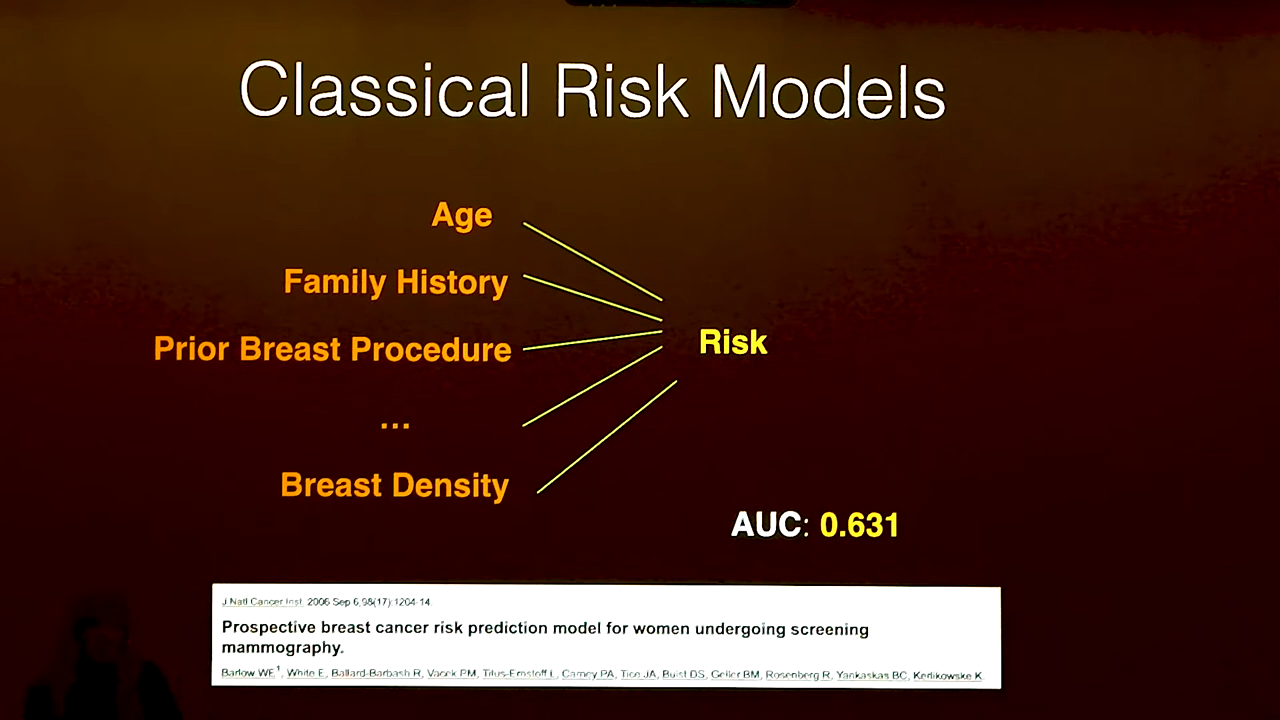 Classical Risk Models
Age
Family History
Prior Breast Procedure
...
Breast Density
Risk
AUC: 0.631
J Natl Cancer Inst. 2006 Sep 6;98(17):1204-14.
Prospective breast cancer risk prediction model for women undergoing screening
mammography.
Barlow WE1, White E, Ballard-Barbash R, Vacek PM, Titus-Ernstoff L, Carney PA, Tice JA, Buist DS, Geller BM, Rosenberg R, Yankaskas BC, Kerlikowske K.